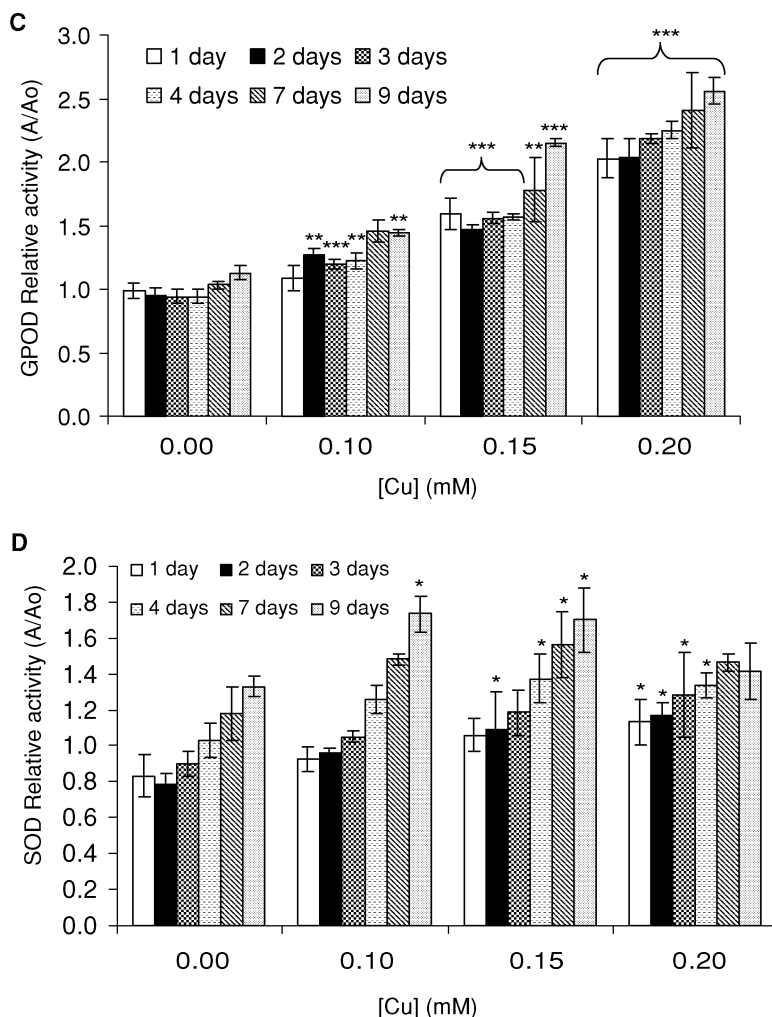 C
GPOD Relative activity (A/Ao)
3.0
2.5
2.0
1.5
1.0
0.5
0.0
1 day 2 days 3 days
4 days 7 days 9 days
** *** ** **
*** ** ***
***
0.00 0.10 0.15 0.20
[Cu] (mM)
D
SOD Relative activity (A/Ao)
2.0
1.8
1.6
1.4
1.2
1.0
0.8
0.6
0.4
0.2
0.0
1 day 2 days 3 days
4 days 7 days 9 days
*
* * * *
* * * *
0.00 0.10 0.15 0.20
[Cu] (mM)